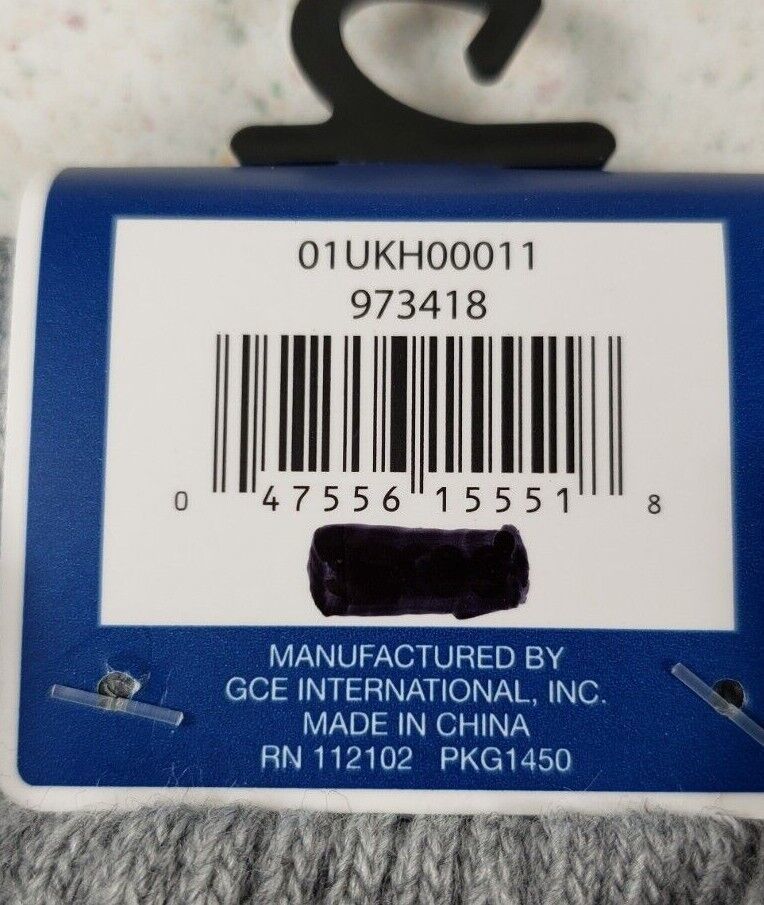 01UKH00011
973418
0 47556 15551 8
MANUFACTURED BY
GCE INTERNATIONAL, INC.
MADE IN CHINA
RN 112102 PKG1450